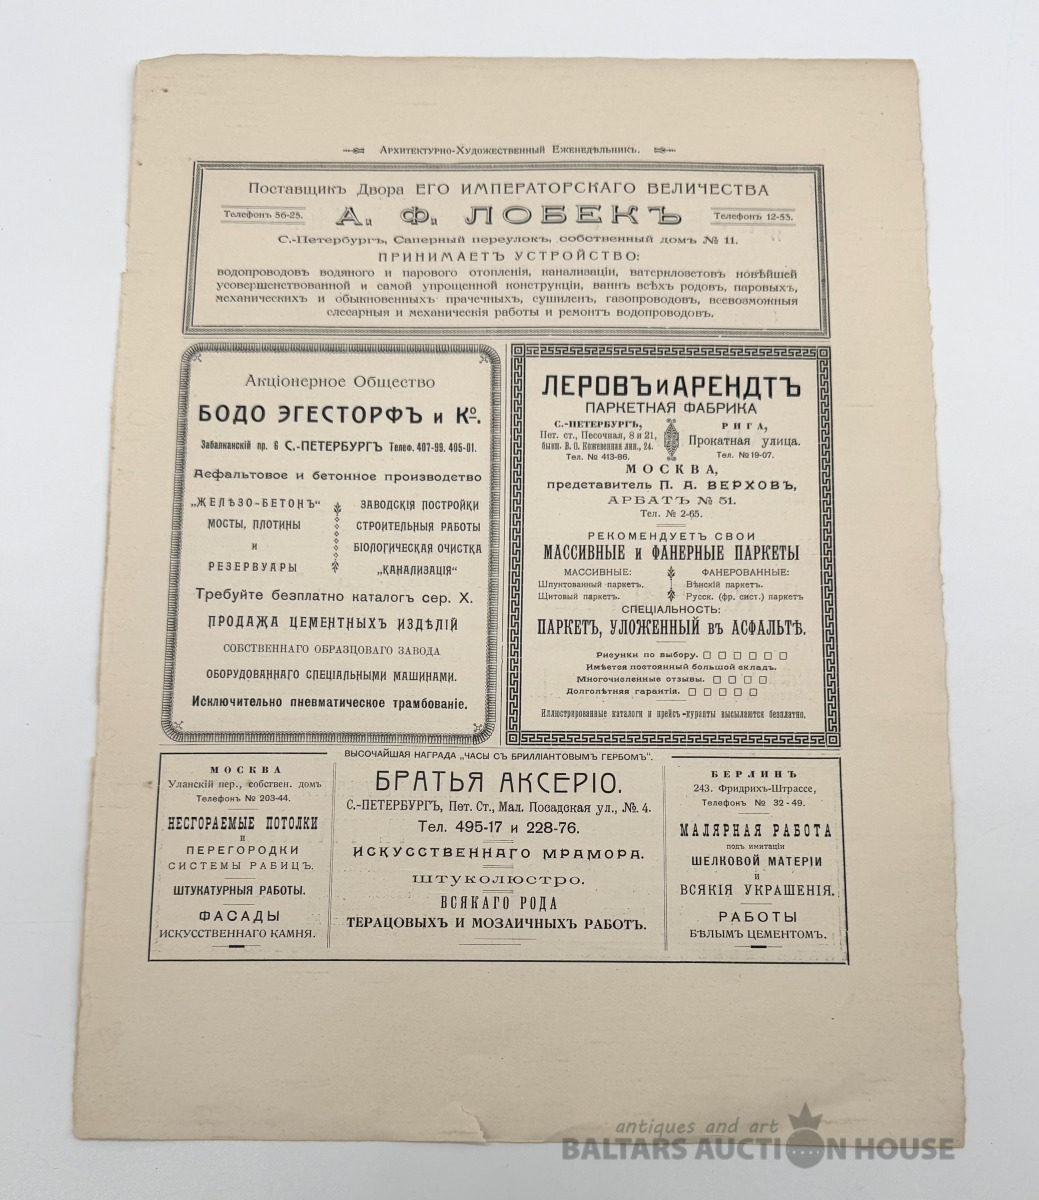 Архитектурно-Художественный Еженедѣльникъ.
Поставщикъ Двора ЕГО ИМПЕРАТОРСКАГО ВЕЛИЧЕСТВА
Телефонъ 56-25.
А. Ф. ЛОБЕКЪ
Телефонъ 12-53.
С.-Петербургъ, Саперный переулокъ, собственный домъ № 11.
ПРИНИМАЕТЪ УСТРОЙСТВО:
водопроводовъ водяного и парового отопленія, канализаціи, ватерклозетовъ новѣйшей
усовершенствованной и самой упрощенной конструкціи, ваннъ всѣхъ родовъ, паровыхъ,
механическихъ и обыкновенныхъ прачечныхъ, сушиленъ, газопроводовъ, всевозможныя
слесарныя и механическія работы и ремонтъ водопроводовъ.
Акціонерное Общество
БОДО ЭГЕСТОРФЪ и Ко.
Забалканскій пр. 6 С.-ПЕТЕРБУРГЪ Телеф. 407-99. 495-01.
Асфальтовое и бетонное производство
„ЖЕЛѢЗО-БЕТОНЪ“
МОСТЫ, ПЛОТИНЫ
и
РЕЗЕРВУАРЫ
ЗАВОДСКІЯ ПОСТРОЙКИ
СТРОИТЕЛЬНЫЯ РАБОТЫ
БІОЛОГИЧЕСКАЯ ОЧИСТКА
„КАНАЛИЗАЦІЯ“
Требуйте безплатно каталогъ сер. X.
ПРОДАЖА ЦЕМЕНТНЫХЪ ИЗДѢЛІЙ
СОБСТВЕННАГО ОБРАЗЦОВАГО ЗАВОДА
ОБОРУДОВАННАГО СПЕЦІАЛЬНЫМИ МАШИНАМИ.
Исключительно пневматическое трамбованіе.
ЛЕРОВЪ и АРЕНДТЪ
ПАРКЕТНАЯ ФАБРИКА
С.-ПЕТЕРБУРГЪ,
Пет. ст., Песочная, 8 и 21,
бывш. В. О. Кожевенная лин., 24.
Тел. № 413-86.
РИГА,
Прокатная улица.
Тел. № 19-07.
МОСКВА,
представитель П. А. ВЕРХОВЪ,
АРБАТЪ № 51.
Тел. № 2-65.
РЕКОМЕНДУЕТЪ СВОИ
МАССИВНЫЕ и ФАНЕРНЫЕ ПАРКЕТЫ
МАССИВНЫЕ:
Шпунтованный паркетъ.
Щитовый паркетъ.
ФАНЕРОВАННЫЕ:
Вѣнскій паркетъ.
Русск. (фр. сист.) паркетъ
СПЕЦІАЛЬНОСТЬ:
ПАРКЕТЪ, УЛОЖЕННЫЙ въ АСФАЛЬТѢ.
Рисунки по выбору.
Имѣется постоянный большой складъ.
Многочисленные отзывы.
Долголѣтняя гарантія.
Иллюстрированные каталоги и прейсъ-куранты высылаются безплатно.
МОСКВА
Уланскій пер., собствен. домъ
Телефонъ № 203-44.
НЕСГОРАЕМЫЕ ПОТОЛКИ
и
ПЕРЕГОРОДКИ
СИСТЕМЫ РАБИЦЪ.
ШТУКАТУРНЫЯ РАБОТЫ.
ФАСАДЫ
ИСКУССТВЕННАГО КАМНЯ.
ВЫСОЧАЙШАЯ НАГРАДА „ЧАСЫ СЪ БРИЛЛІАНТОВЫМЪ ГЕРБОМЪ“.
БРАТЬЯ АКСЕРІО.
С.-ПЕТЕРБУРГЪ, Пет. Ст., Мал. Посадская ул., №. 4.
Тел. 495-17 и 228-76.
ИСКУССТВЕННАГО МРАМОРА.
ШТУКОЛЮСТРО.
ВСЯКАГО РОДА
ТЕРАЦОВЫХЪ И МОЗАИЧНЫХЪ РАБОТЪ.
БЕРЛИНЪ
243. Фридрихъ-Штрассе,
Телефонъ № 32-49.
МАЛЯРНАЯ РАБОТА
подъ имитаціи
ШЕЛКОВОЙ МАТЕРІИ
и
ВСЯКІЯ УКРАШЕНІЯ.
РАБОТЫ
БѢЛЫМЪ ЦЕМЕНТОМЪ.
antiques and art
BALTARS AUCTION HOUSE